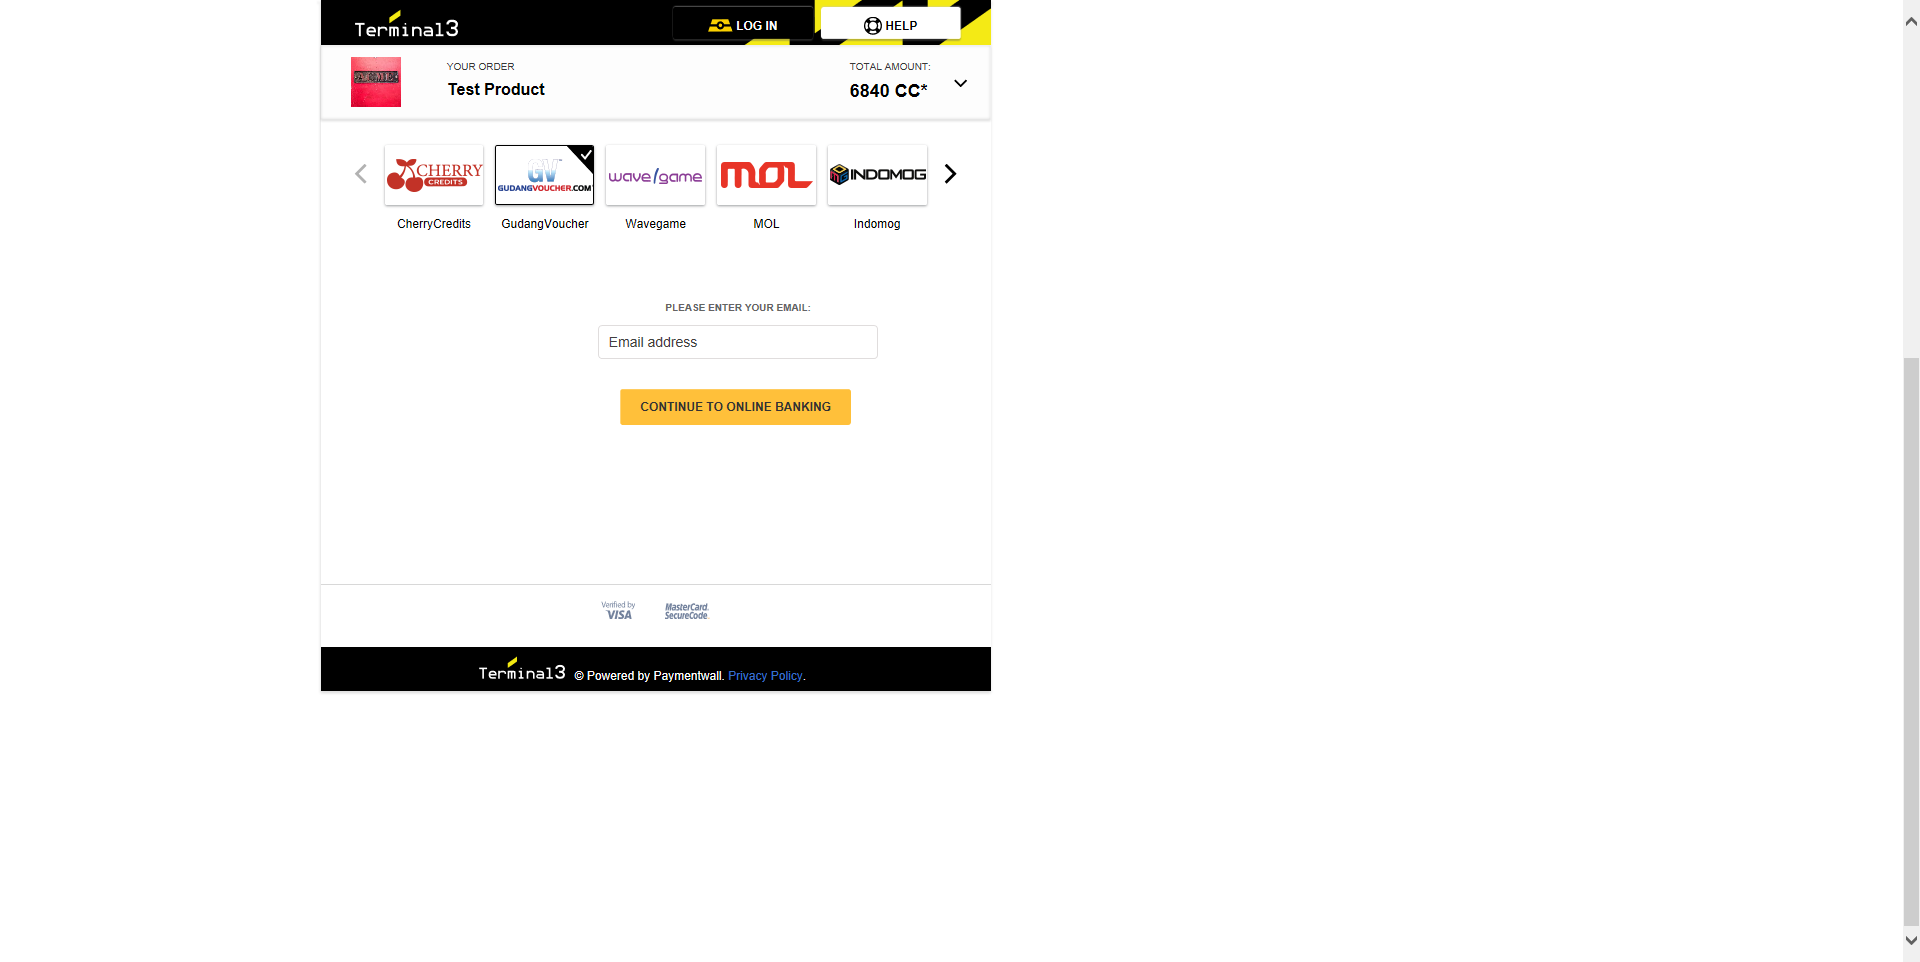 Terminal3
LOG IN
HELP
YOUR ORDER
Test Product
TOTAL AMOUNT:
6840 CC*
CHERRY
CREDITS
GV™
GUDANGVOUCHER.COM
wave/game
MOL
INDOMOG
CherryCredits
GudangVoucher
Wavegame
MOL
Indomog
PLEASE ENTER YOUR EMAIL:
Email address
CONTINUE TO ONLINE BANKING
Verified by
VISA
MasterCard.
SecureCode.
Terminal3 © Powered by Paymentwall. Privacy Policy.